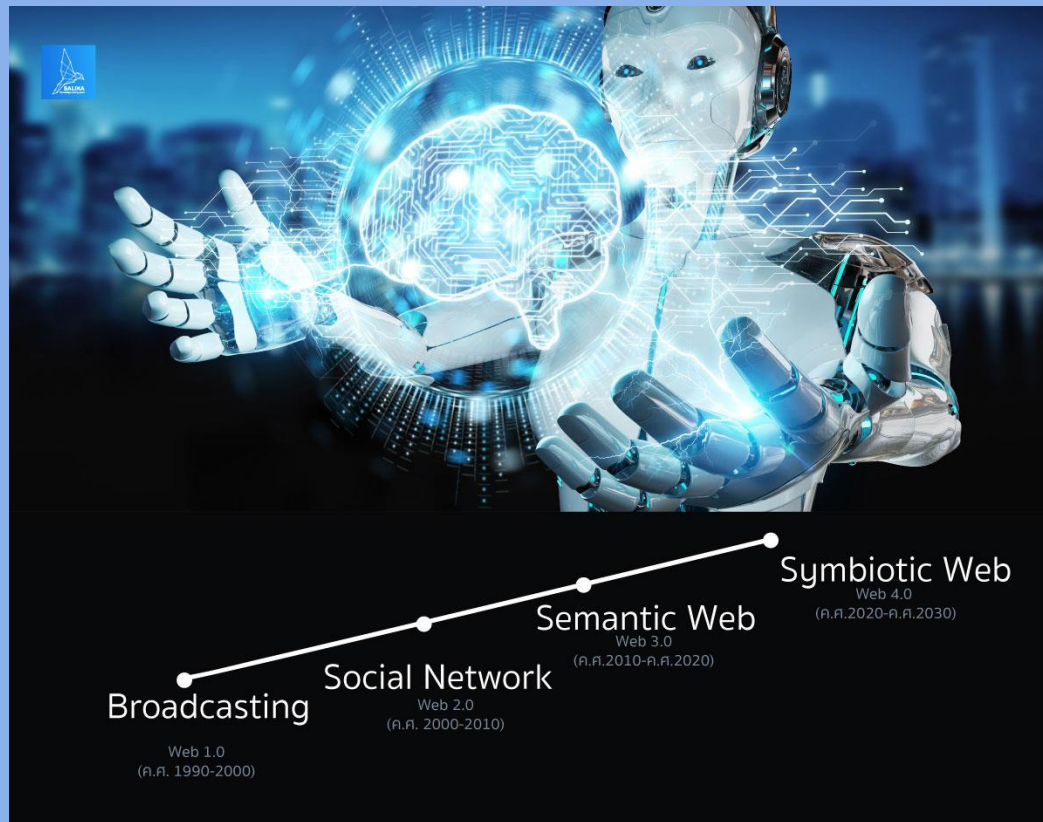 SALIKA
Broadcasting
Web 1.0
(ค.ศ. 1990-2000)
Social Network
Web 2.0
(ค.ศ. 2000-2010)
Semantic Web
Web 3.0
(ค.ศ.2010-ค.ศ.2020)
Symbiotic Web
Web 4.0
(ค.ศ.2020-ค.ศ.2030)